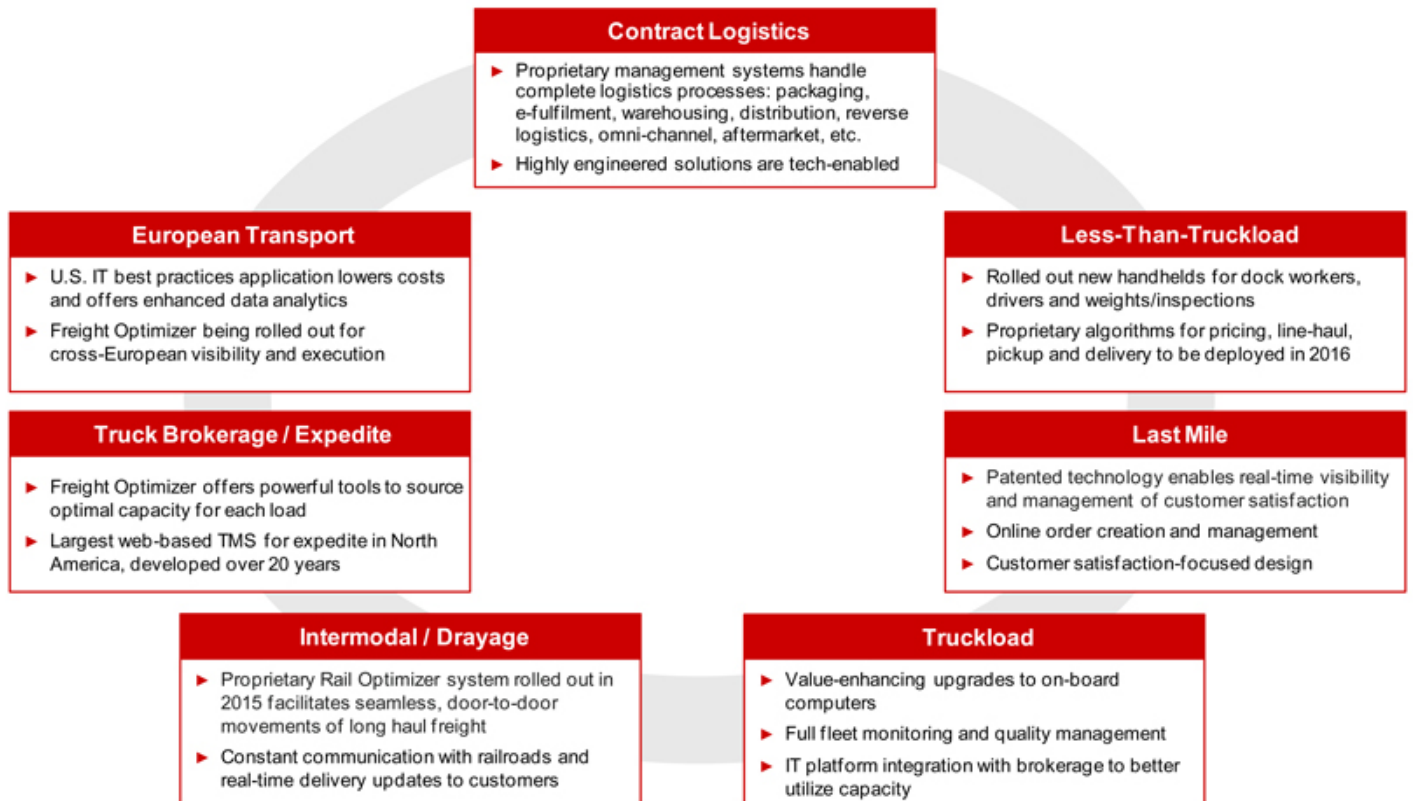 Contract Logistics
► Proprietary management systems handle
complete logistics processes: packaging,
e-fulfilment, warehousing, distribution, reverse
logistics, omni-channel, aftermarket, etc.
► Highly engineered solutions are tech-enabled
European Transport
► U.S. IT best practices application lowers costs
and offers enhanced data analytics
► Freight Optimizer being rolled out for
cross-European visibility and execution
Less-Than-Truckload
► Rolled out new handhelds for dock workers,
drivers and weights/inspections
► Proprietary algorithms for pricing, line-haul,
pickup and delivery to be deployed in 2016
Truck Brokerage / Expedite
► Freight Optimizer offers powerful tools to source
optimal capacity for each load
► Largest web-based TMS for expedite in North
America, developed over 20 years
Last Mile
► Patented technology enables real-time visibility
and management of customer satisfaction
► Online order creation and management
► Customer satisfaction-focused design
Intermodal / Drayage
► Proprietary Rail Optimizer system rolled out in
2015 facilitates seamless, door-to-door
movements of long haul freight
► Constant communication with railroads and
real-time delivery updates to customers
Truckload
► Value-enhancing upgrades to on-board
computers
► Full fleet monitoring and quality management
► IT platform integration with brokerage to better
utilize capacity